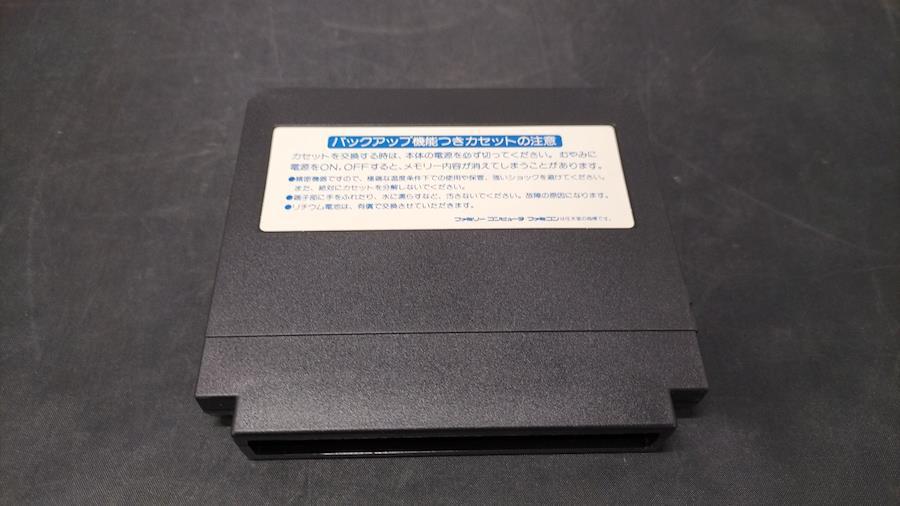 バックアップ機能つきカセットの注意
カセットを交換する時は、本体の電源を必ず切ってください。むやみに
電源をON, OFFすると、メモリー内容が消えてしまうことがあります。
●精密機器ですので、極端な温度条件下での使用や保管、強いショックを避けてください。
また、絶対にカセットを分解しないでください。
●端子部に手をふれたり、水に濡らすなど、汚さないでください。故障の原因になります。
●リチウム電池は、有償で交換させていただきます。
ファミリーコンピュータ ファミコンは任天堂の商標です。